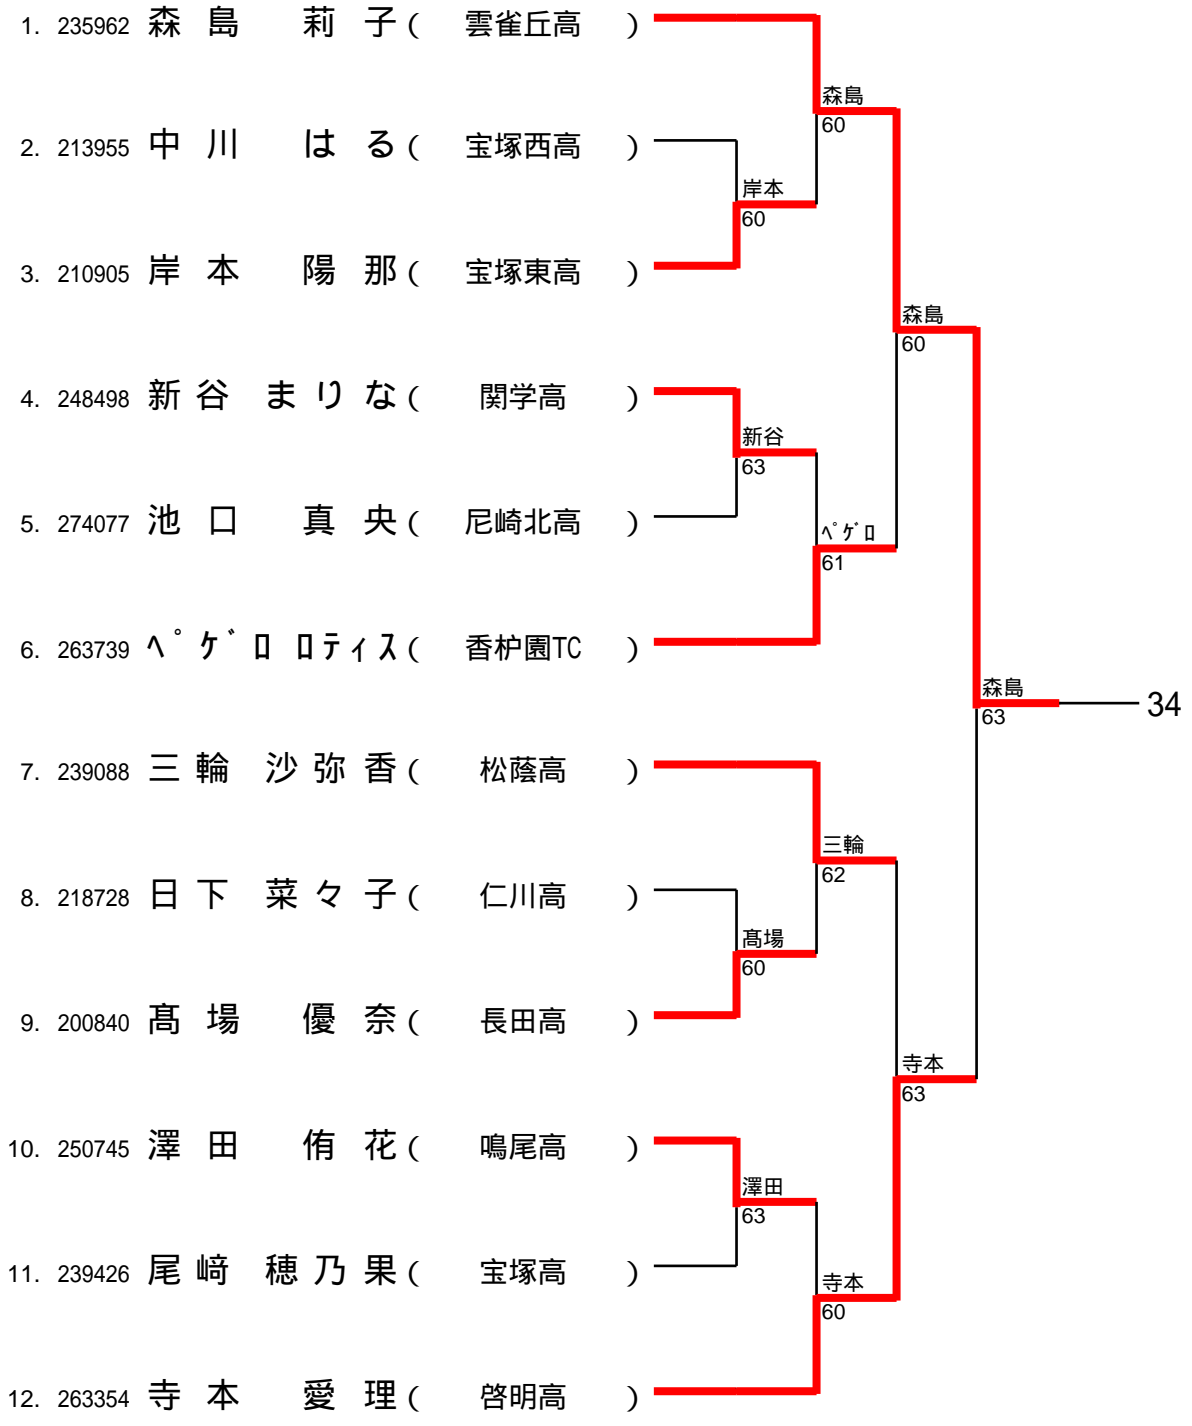 1. 235962 森島 莉子 ( 雲雀丘高 )
森島
60
2. 213955 中川 はる ( 宝塚西高 )
岸本
60
3. 210905 岸本 陽那 ( 宝塚東高 )
森島
60
4. 248498 新谷 まりな ( 関学高 )
新谷
63
5. 274077 池口 真央 ( 尼崎北高 )
ﾍﾟｹﾞﾛ
61
6. 263739 ﾍﾟｹﾞﾛ ﾛﾃｨｽ ( 香枦園TC )
森島
63
34
7. 239088 三輪 沙弥香 ( 松蔭高 )
三輪
62
8. 218728 日下 菜々子 ( 仁川高 )
髙場
60
9. 200840 髙場 優奈 ( 長田高 )
寺本
63
10. 250745 澤田 侑花 ( 鳴尾高 )
澤田
63
11. 239426 尾﨑 穂乃果 ( 宝塚高 )
寺本
60
12. 263354 寺本 愛理 ( 啓明高 )